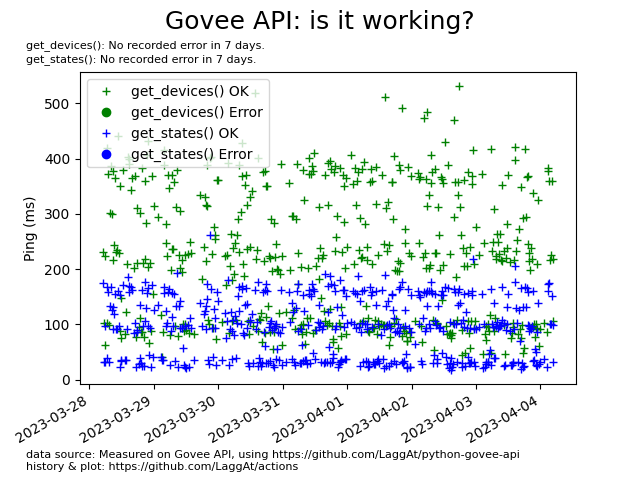 Govee API: is it working?
get_devices(): No recorded error in 7 days.
get_states(): No recorded error in 7 days.
get_devices() OK
get_devices() Error
get_states() OK
get_states() Error
Ping (ms)
500
400
300
200
100
0
2023-03-28
2023-03-29
2023-03-30
2023-03-31
2023-04-01
2023-04-02
2023-04-03
2023-04-04
data source: Measured on Govee API, using https://github.com/LaggAt/python-govee-api
history & plot: https://github.com/LaggAt/actions